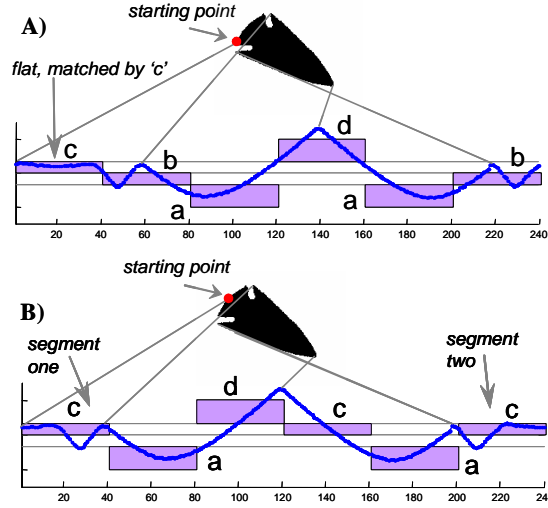 starting point
A)
flat, matched by ‘c’
c
b
a
d
a
b
20 40 60 80 100 120 140 160 180 200 220 240
starting point
B)
segment
one
segment
two
c
d
c
c
a
a
20 40 60 80 100 120 140 160 180 200 220 240